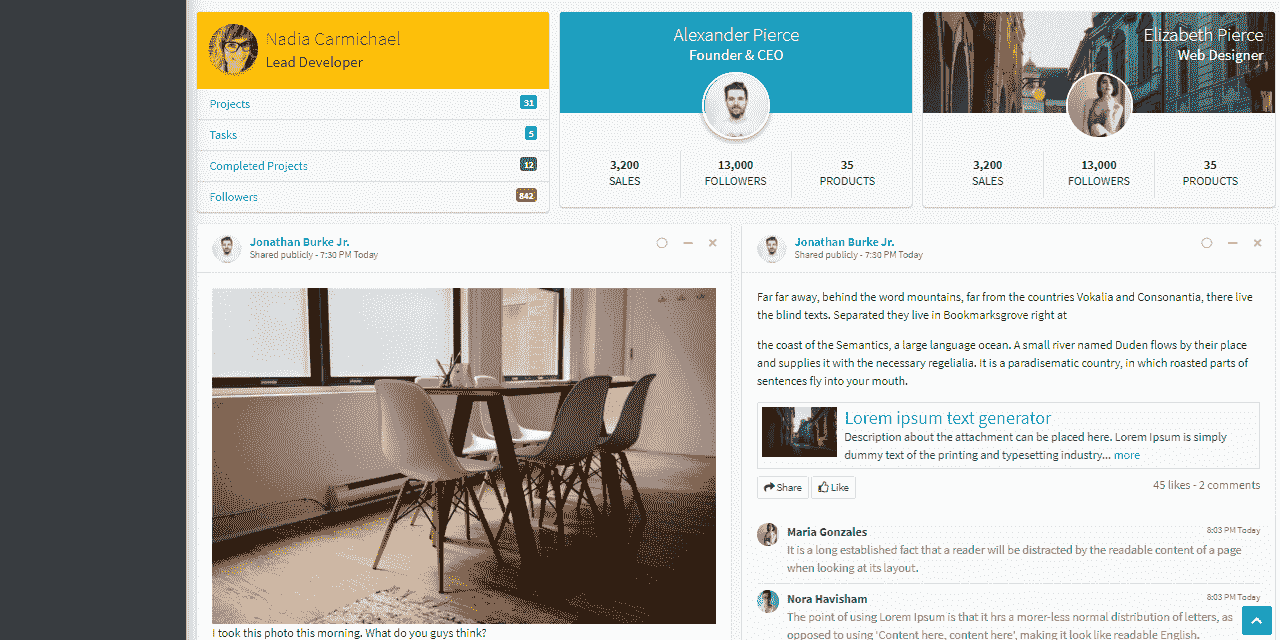 Nadia Carmichael
Lead Developer
Projects 31
Tasks 5
Completed Projects 12
Followers 842
Alexander Pierce
Founder & CEO
3,200 13,000 35
SALES FOLLOWERS PRODUCTS
Elizabeth Pierce
Web Designer
3,200 13,000 35
SALES FOLLOWERS PRODUCTS
Jonathan Burke Jr.
Shared publicly - 7:30 PM Today
I took this photo this morning. What do you guys think?
Jonathan Burke Jr.
Shared publicly - 7:30 PM Today
Far far away, behind the word mountains, far from the countries Vokalia and Consonantia, there live
the blind texts. Separated they live in Bookmarksgrove right at
the coast of the Semantics, a large language ocean. A small river named Duden flows by their place
and supplies it with the necessary regelialia. It is a paradisematic country, in which roasted parts of
sentences fly into your mouth.
Lorem ipsum text generator
Description about the attachment can be placed here. Lorem Ipsum is simply
dummy text of the printing and typesetting industry... more
Share Like 45 likes - 2 comments
Maria Gonzales 8:03 PM Today
It is a long established fact that a reader will be distracted by the readable content of a page
when looking at its layout.
Nora Havisham 8:03 PM Today
The point of using Lorem Ipsum is that it hrs a morer-less normal distribution of letters, as
opposed to using 'Content here, content here', making it look like readable English.